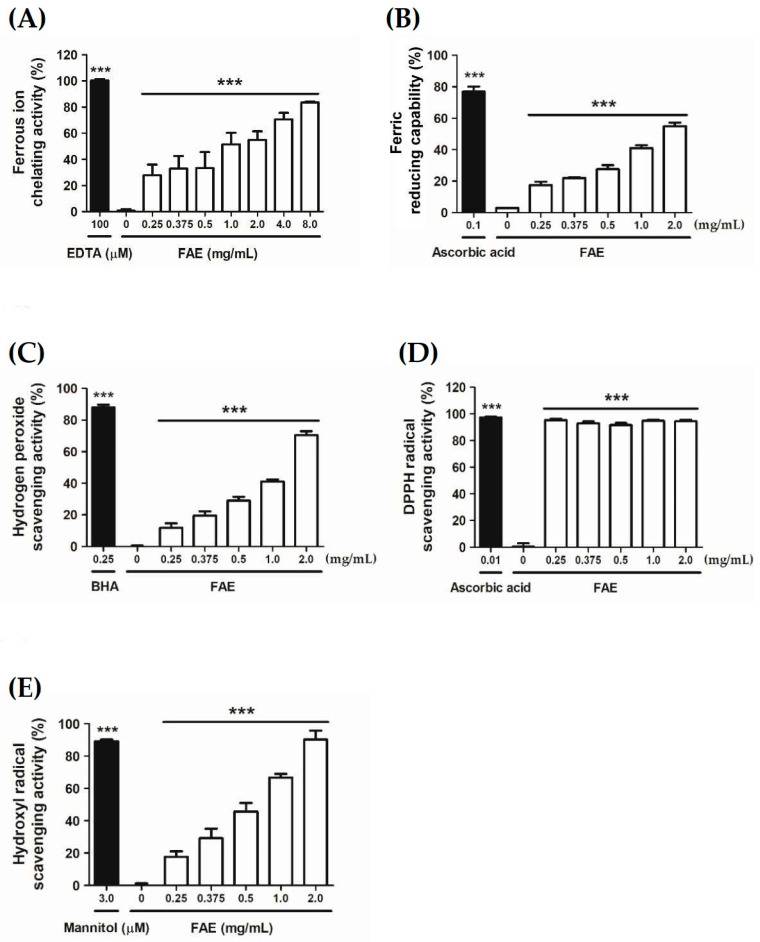 (A)
Ferrous ion
chelating activity (%)
120
100
80
60
40
20
0
***
***
100 0 0.25 0.375 0.5 1.0 2.0 4.0 8.0
EDTA (μM) FAE (mg/mL)
(B)
Ferric
reducing capability (%)
100
80
60
40
20
0
***
***
0.1 0 0.25 0.375 0.5 1.0 2.0 (mg/mL)
Ascorbic acid FAE
(C)
Hydrogen peroxide
scavenging activity (%)
100
80
60
40
20
0
***
***
0.25 0 0.25 0.375 0.5 1.0 2.0 (mg/mL)
BHA FAE
(D)
DPPH radical
scavenging activity (%)
120
100
80
60
40
20
0
***
***
0.01 0 0.25 0.375 0.5 1.0 2.0 (mg/mL)
Ascorbic acid FAE
(E)
Hydroxyl radical
scavenging activity (%)
100
80
60
40
20
0
***
***
3.0 0 0.25 0.375 0.5 1.0 2.0
Mannitol (μM) FAE (mg/mL)